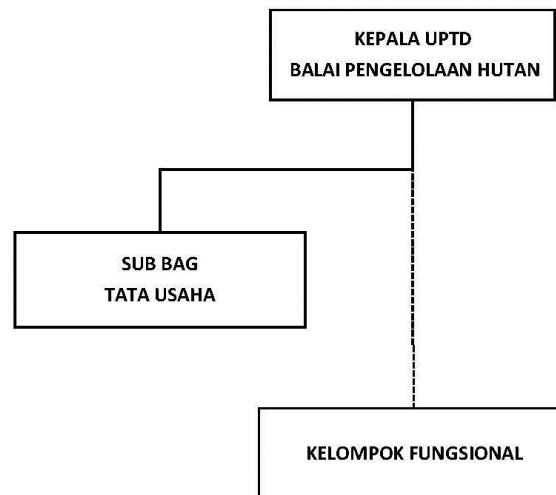 KEPALA UPTD
BALAI PENGELOLAAN HUTAN
SUB BAG
TATA USAHA
KELOMPOK FUNGSIONAL